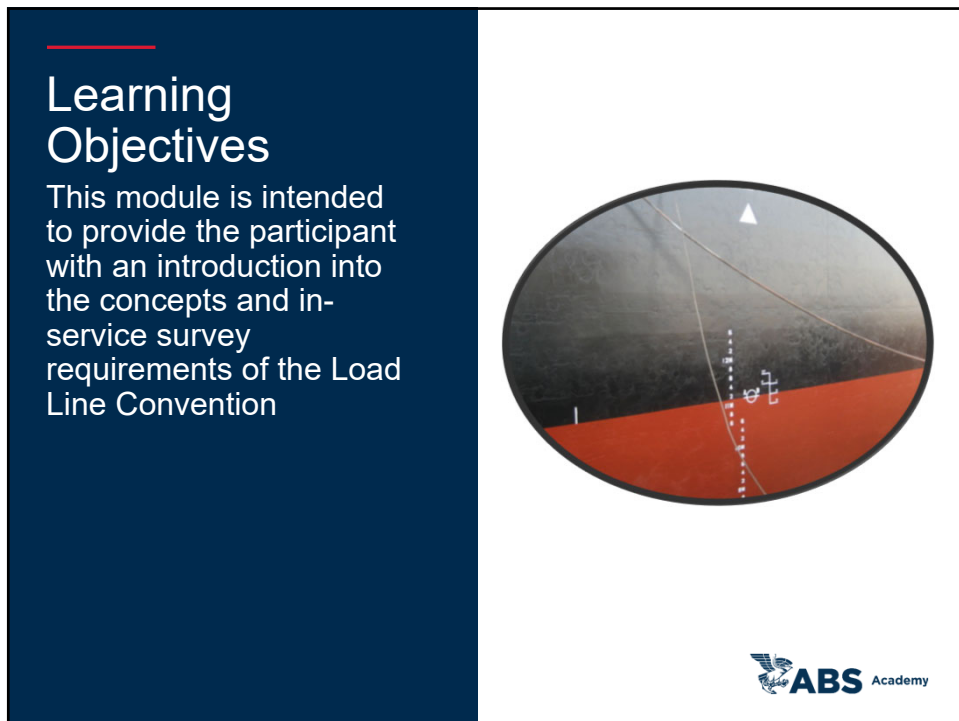 Learning
Objectives
This module is intended
to provide the participant
with an introduction into
the concepts and in-
service survey
requirements of the Load
Line Convention
ABS Academy